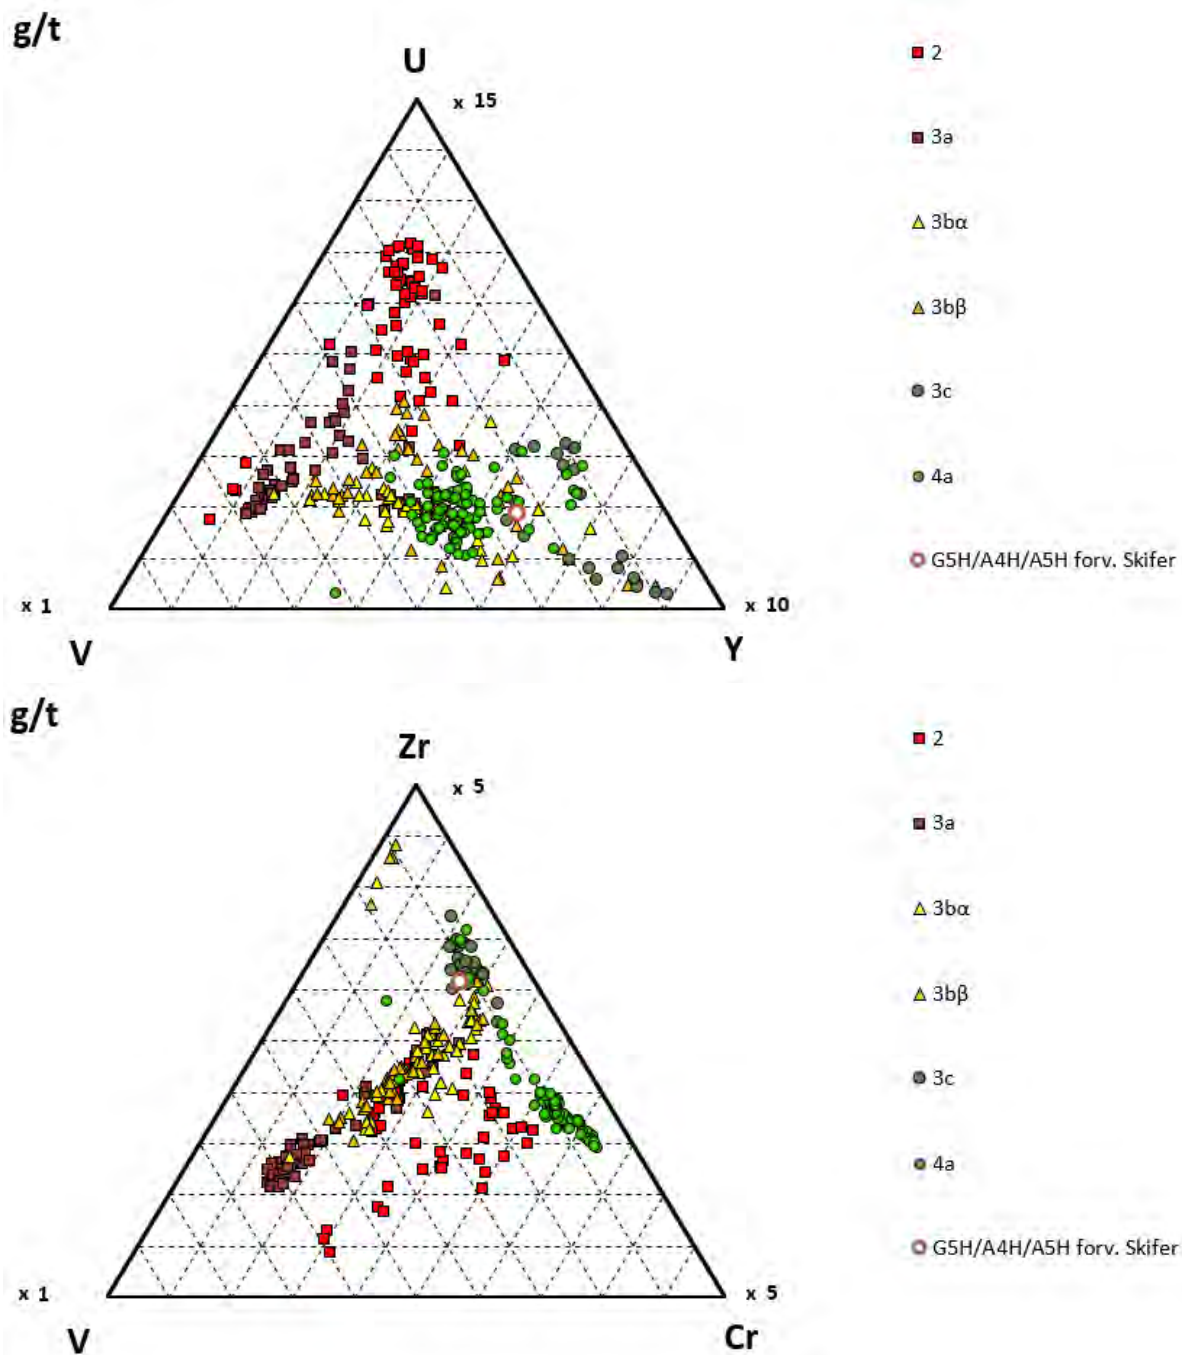 g/t
U
x 15
x 1
V
x 10
Y
2
3a
3bα
3bβ
3c
4a
G5H/A4H/A5H forv. Skifer
g/t
Zr
x 5
x 1
V
x 5
Cr
2
3a
3bα
3bβ
3c
4a
G5H/A4H/A5H forv. Skifer